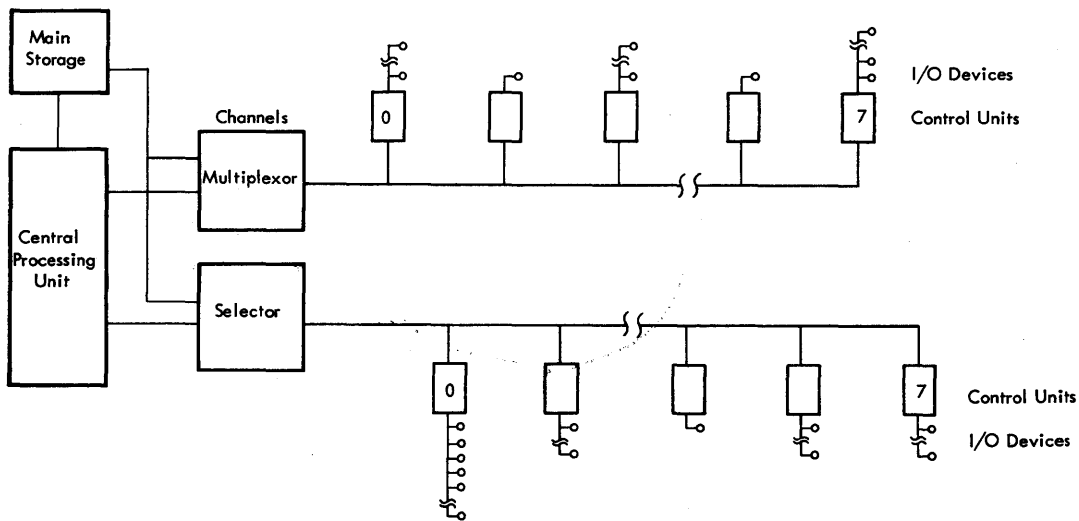 Main
Storage
Channels
0
7
I/O Devices
Control Units
Multiplexor
Central
Processing
Unit
Selector
0
7
Control Units
I/O Devices